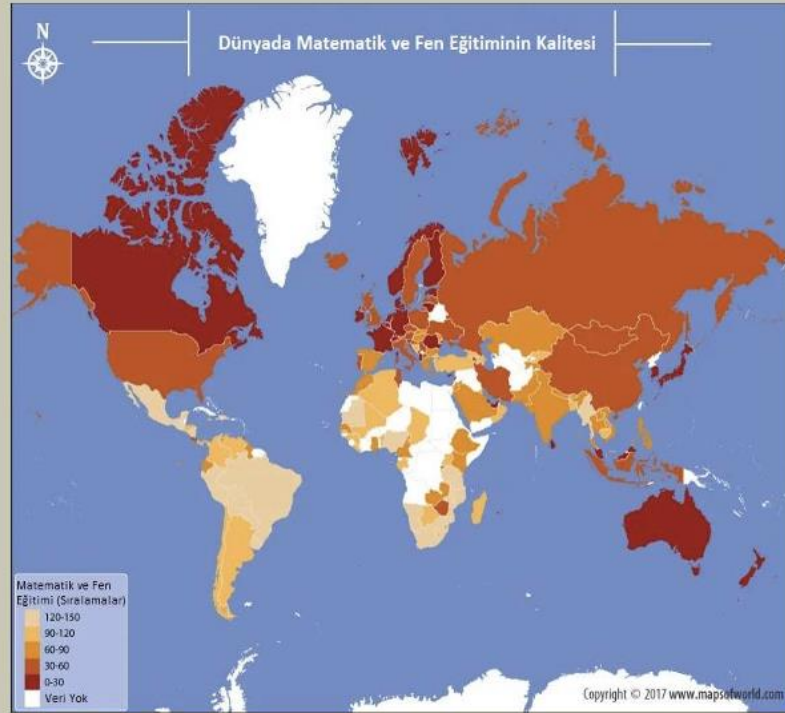 N
Dünyada Matematik ve Fen Eğitiminin Kalitesi
Matematik ve Fen
Eğitimi (Sıralamalar)
120-150
90-120
60-90
30-60
0-30
Veri Yok
Copyright © 2017 www.mapsofworld.com